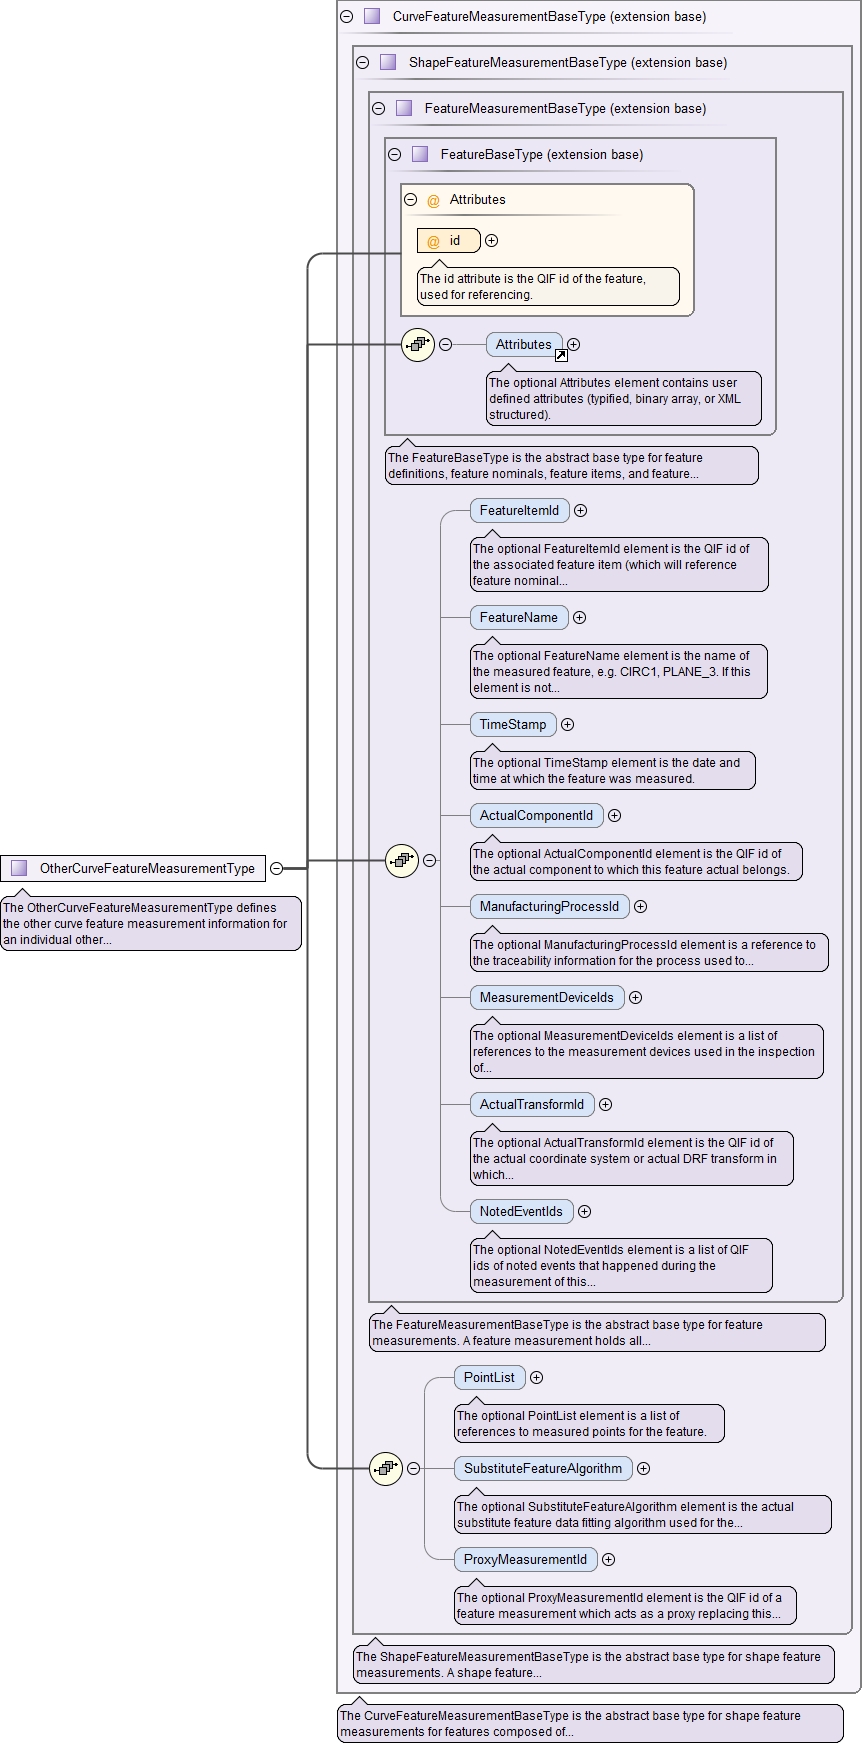 CurveFeatureMeasurementBaseType (extension base)
ShapeFeatureMeasurementBaseType (extension base)
FeatureMeasurementBaseType (extension base)
FeatureBaseType (extension base)
@ Attributes
@ id
The id attribute is the QIF id of the feature,
used for referencing.
Attributes
The optional Attributes element contains user
defined attributes (typified, binary array, or XML
structured).
The FeatureBaseType is the abstract base type for feature
definitions, feature nominals, feature items, and feature...
FeatureItemId
The optional FeatureItemId element is the QIF id of
the associated feature item (which will reference
feature nominal...
FeatureName
The optional FeatureName element is the name of
the measured feature, e.g. CIRC1, PLANE_3. If this
element is not...
TimeStamp
The optional TimeStamp element is the date and
time at which the feature was measured.
ActualComponentId
The optional ActualComponentId element is the QIF id of
the actual component to which this feature actual belongs.
OtherCurveFeatureMeasurementType
The OtherCurveFeatureMeasurementType defines
the other curve feature measurement information for
an individual other...
ManufacturingProcessId
The optional ManufacturingProcessId element is a reference to
the traceability information for the process used to...
MeasurementDeviceIds
The optional MeasurementDeviceIds element is a list of
references to the measurement devices used in the inspection
of...
ActualTransformId
The optional ActualTransformId element is the QIF id of
the actual coordinate system or actual DRF transform in
which...
NotedEventIds
The optional NotedEventIds element is a list of QIF
ids of noted events that happened during the
measurement of this...
The FeatureMeasurementBaseType is the abstract base type for feature
measurements. A feature measurement holds all...
PointList
The optional PointList element is a list of
references to measured points for the feature.
SubstituteFeatureAlgorithm
The optional SubstituteFeatureAlgorithm element is the actual
substitute feature data fitting algorithm used for the...
ProxyMeasurementId
The optional ProxyMeasurementId element is the QIF id of a
feature measurement which acts as a proxy replacing this...
The ShapeFeatureMeasurementBaseType is the abstract base type for shape feature
measurements. A shape feature...
The CurveFeatureMeasurementBaseType is the abstract base type for shape feature
measurements for features composed of...